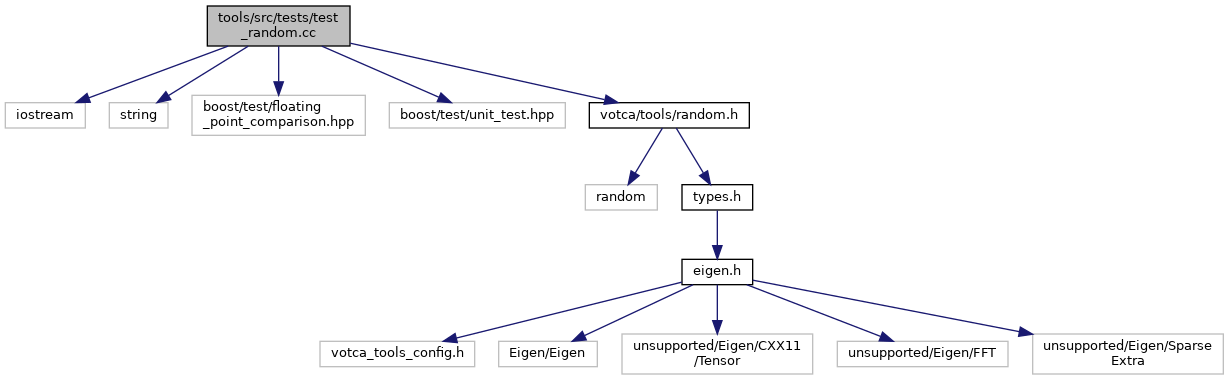 tools/src/tests/test
_random.cc
iostream
string
boost/test/floating
_point_comparison.hpp
boost/test/unit_test.hpp
votca/tools/random.h
random
types.h
eigen.h
votca_tools_config.h
Eigen/Eigen
unsupported/Eigen/CXX11
/Tensor
unsupported/Eigen/FFT
unsupported/Eigen/Sparse
Extra